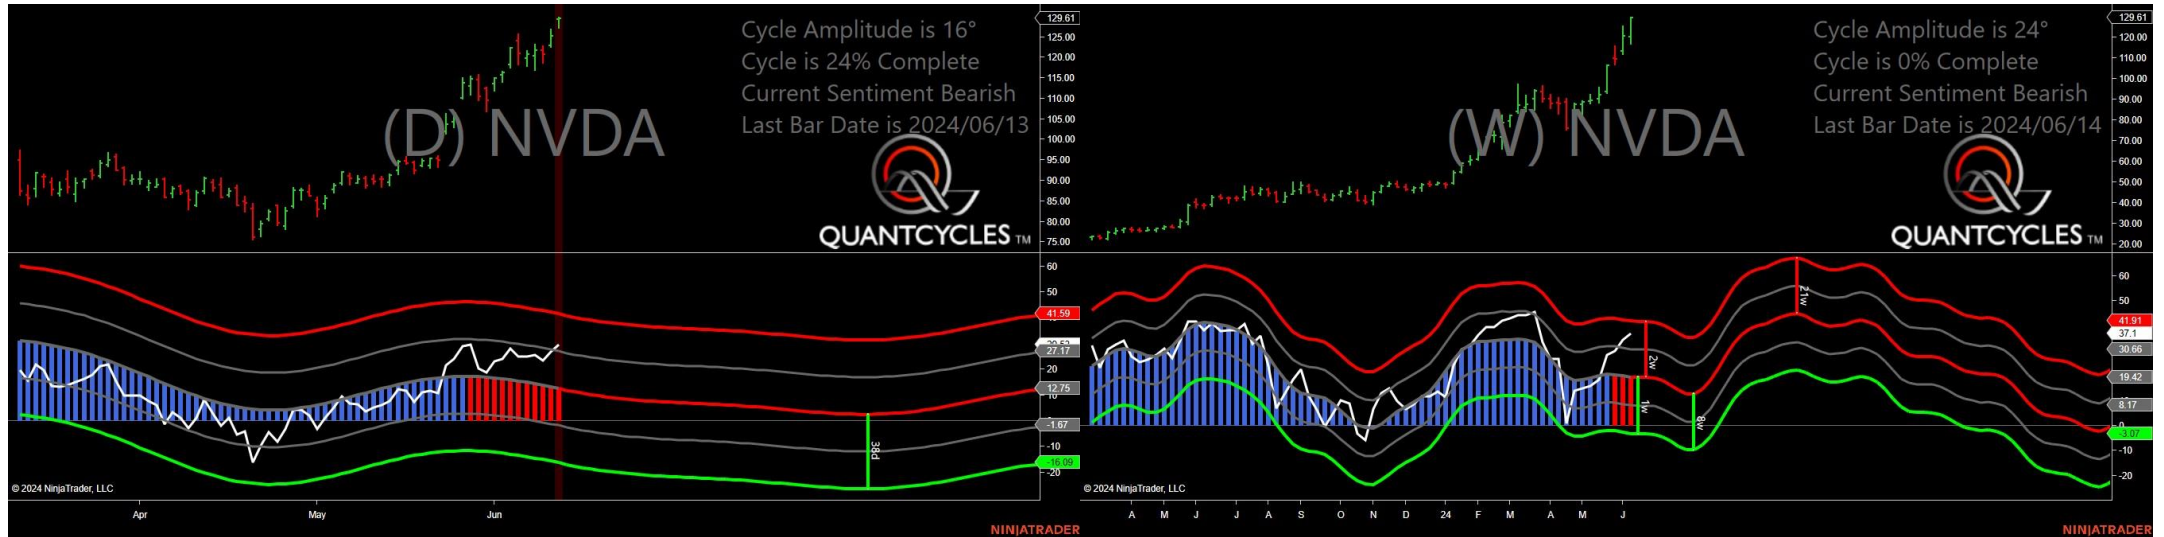 (D) NVDA
Cycle Amplitude is 16°
Cycle is 24% Complete
Current Sentiment Bearish
Last Bar Date is 2024/06/13
QUANTCYCLES TM
129.61
125.00
120.00
115.00
110.00
105.00
100.00
95.00
90.00
85.00
80.00
75.00
60
50
41.59
27.17
20
12.75
10
-1.67
-10
-16.09
-20
38d
© 2024 NinjaTrader, LLC
Apr
May
Jun
NINJATRADER
(W) NVDA
Cycle Amplitude is 24°
Cycle is 0% Complete
Current Sentiment Bearish
Last Bar Date is 2024/06/14
QUANTCYCLES TM
129.61
120.00
110.00
100.00
90.00
80.00
70.00
60.00
50.00
40.00
30.00
20.00
60
50
41.91
37.1
30.66
19.42
8.17
0
-3.07
-10
-20
21w
2w
1w
8w
© 2024 NinjaTrader, LLC
A M J J A S O N D 24 F M A M J
NINJATRADER